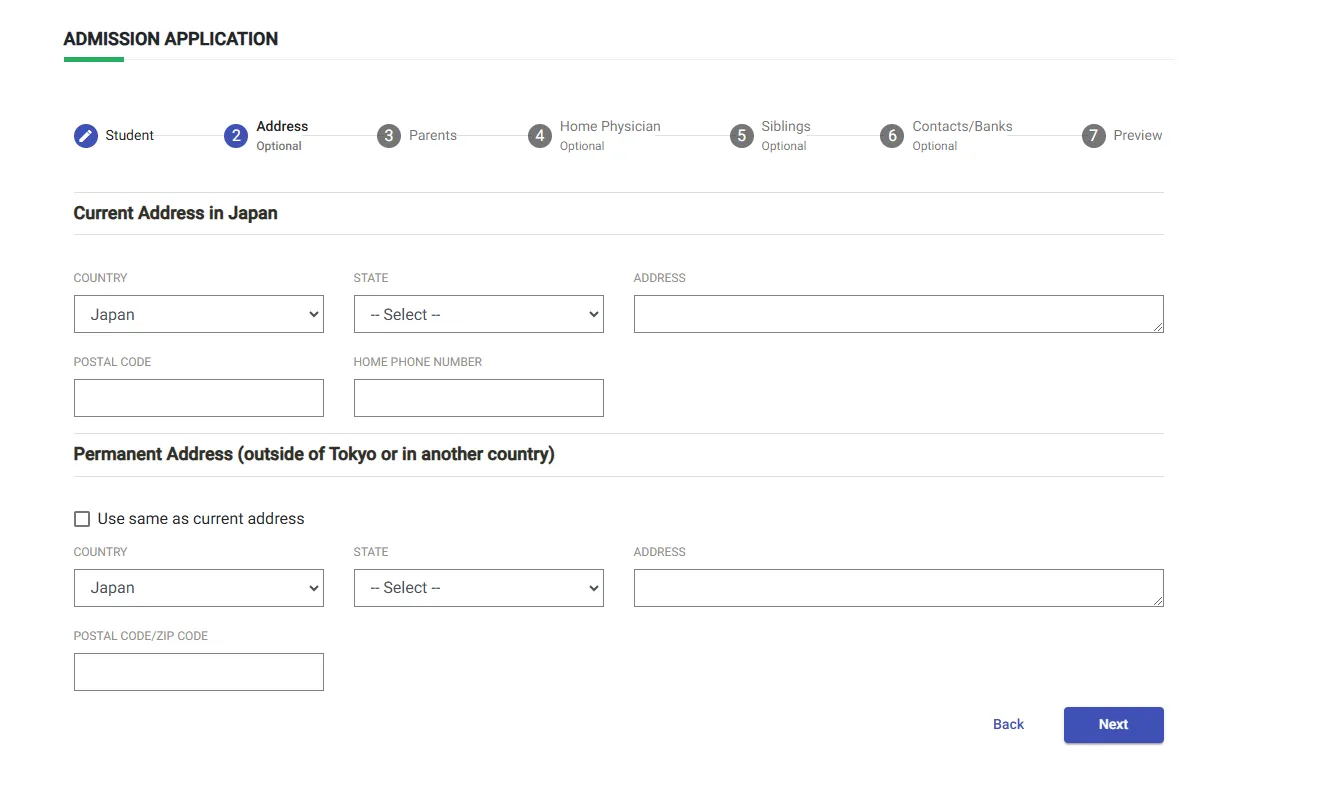 ADMISSION APPLICATION
Student
2 Address
Optional
3 Parents
4 Home Physician
Optional
5 Siblings
Optional
6 Contacts/Banks
Optional
7 Preview
Current Address in Japan
COUNTRY STATE ADDRESS
Japan -- Select --
POSTAL CODE HOME PHONE NUMBER
Permanent Address (outside of Tokyo or in another country)
Use same as current address
COUNTRY STATE ADDRESS
Japan -- Select --
POSTAL CODE/ZIP CODE
Back Next